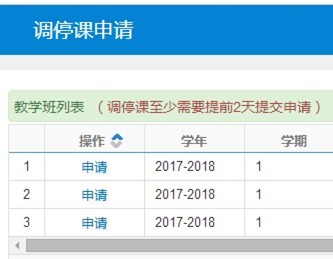 调停课申请
教学班列表 （调停课至少需要提前2天提交申请）
操作 学年 学期
1 申请 2017-2018 1
2 申请 2017-2018 1
3 申请 2017-2018 1